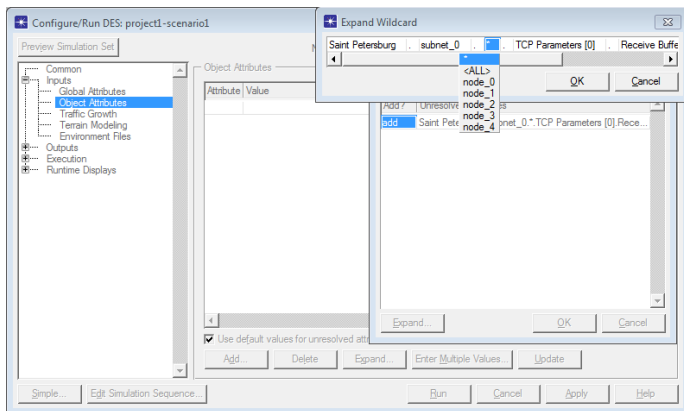 Configure/Run DES: project1-scenario1
Preview Simulation Set
Common
Inputs
Global Attributes
Object Attributes
Traffic Growth
Terrain Modeling
Environment Files
Outputs
Execution
Runtime Displays
Object Attributes
Attribute Value
Use default values for unresolved att
Add... Delete Expand... Enter Multiple Values... Update
Simple... Edit Simulation Sequence... Run Cancel Apply Help
Expand Wildcard
Saint Petersburg . subnet_0 . * . TCP Parameters [0] . Receive Buffe
*
<ALL>
node_0
node_1
node_2
node_3
node_4
OK Cancel
Add? Unresolved
add Saint Pete onet_0.*.TCP Parameters [0].Rece...
Expand... OK Cancel